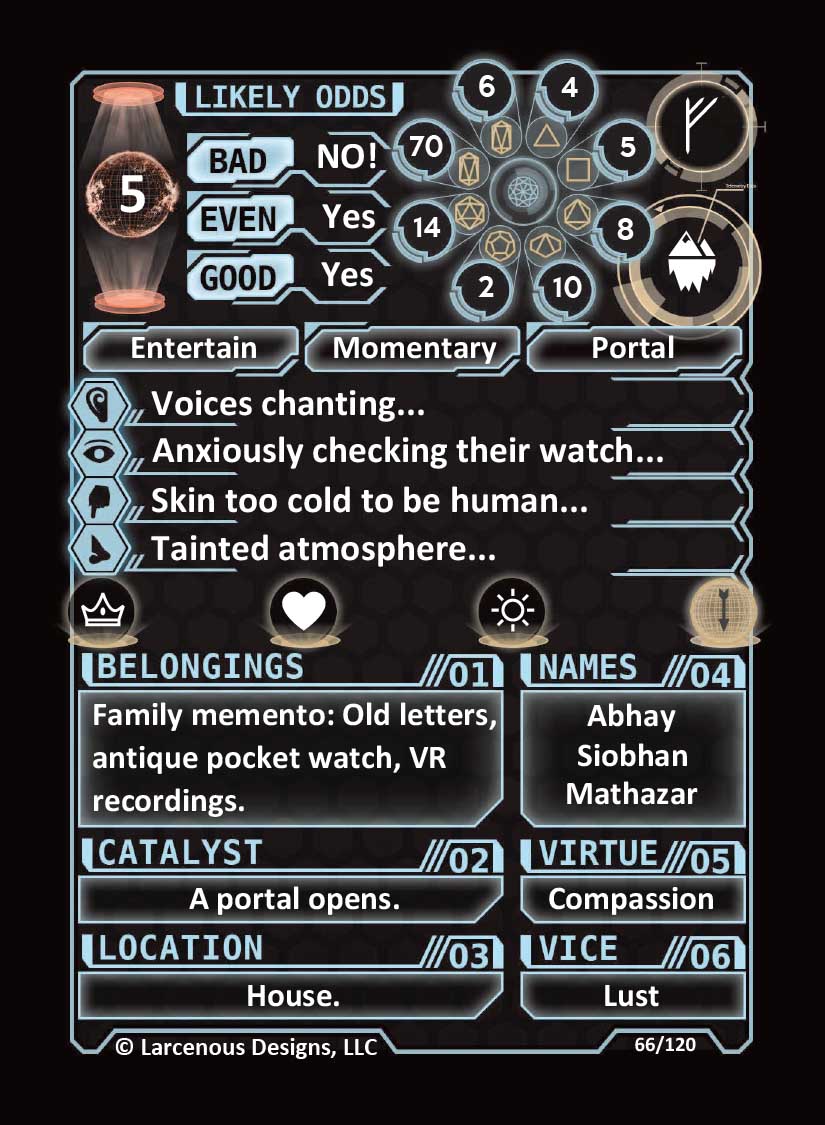 LIKELY ODDS
5
BAD NO!
EVEN Yes
GOOD Yes
6
4
70
5
14
8
2
10
Entertain Momentary Portal
Voices chanting...
Anxiously checking their watch...
Skin too cold to be human...
Tainted atmosphere...
BELONGINGS ///01
Family memento: Old letters,
antique pocket watch, VR
recordings.
NAMES ///04
Abhay
Siobhan
Mathazar
CATALYST ///02
A portal opens.
VIRTUE ///05
Compassion
LOCATION ///03
House.
VICE ///06
Lust
© Larcenous Designs, LLC
66/120